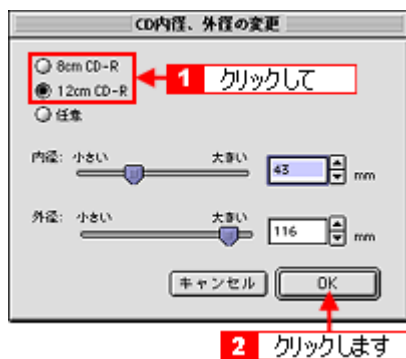 CD内径、外径の変更
8cm CD-R
12cm CD-R
1 クリックして
任意
内径: 小さい 大きい 43 mm
外径: 小さい 大きい 116 mm
キャンセル OK
2 クリックします